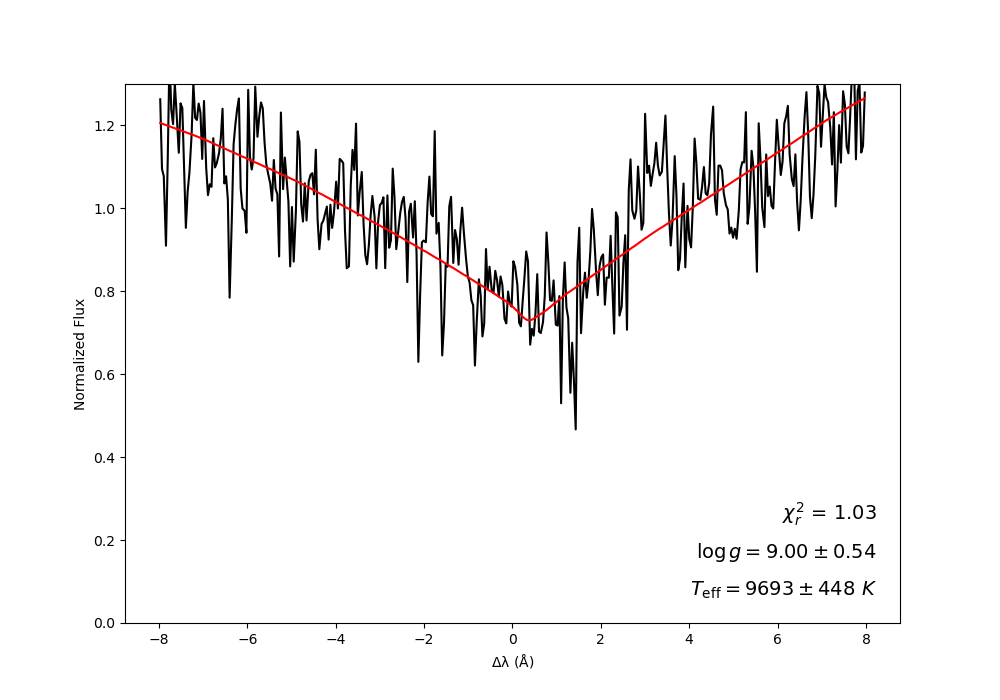 1.2
1.0
0.8
0.6
0.4
0.2
0.0
Normalized Flux
χ²ᵣ = 1.03
log g = 9.00 ± 0.54
T_eff = 9693 ± 448 K
−8 −6 −4 −2 0 2 4 6 8
Δλ (Å)